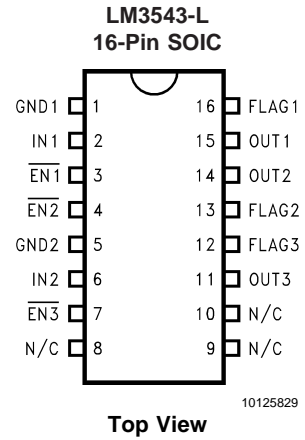 LM3543-L
16-Pin SOIC
GND1 1 16 FLAG1
IN1 2 15 OUT1
EN1 3 14 OUT2
EN2 4 13 FLAG2
GND2 5 12 FLAG3
IN2 6 11 OUT3
EN3 7 10 N/C
N/C 8 9 N/C
10125829
Top View